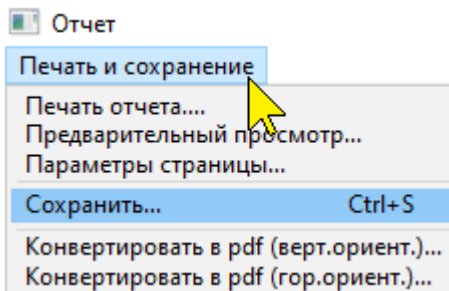 Отчет
Печать и сохранение
Печать отчета....
Предварительный просмотр...
Параметры страницы...
Сохранить... Ctrl+S
Конвертировать в pdf (верт.ориент.)...
Конвертировать в pdf (гор.ориент.)...